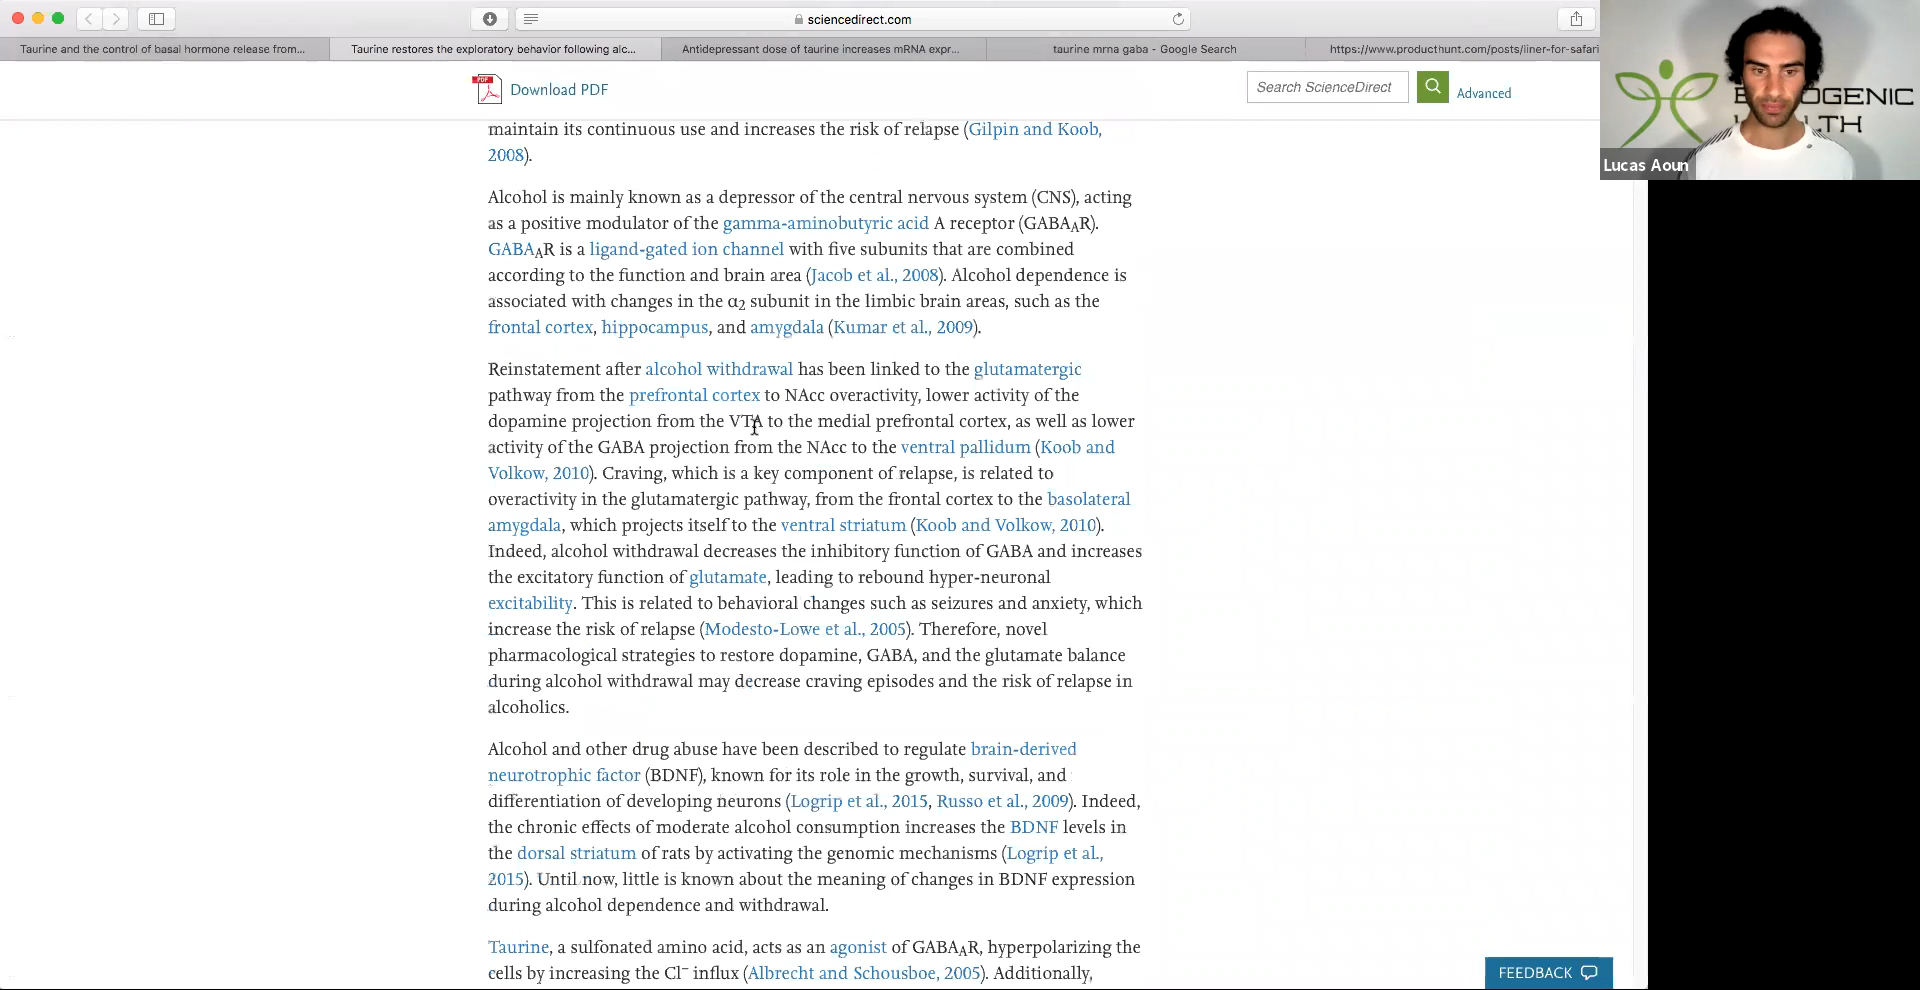 sciencedirect.com
Taurine and the control of basal hormone release from...
Taurine restores the exploratory behavior following alc...
Antidepressant dose of taurine increases mRNA expr...
taurine mrna gaba - Google Search
https://www.producthunt.com/posts/liner-for-safari
PDF
Download PDF
Search ScienceDirect
Advanced
Lucas Aoun
maintain its continuous use and increases the risk of relapse (Gilpin and Koob,
2008).
Alcohol is mainly known as a depressor of the central nervous system (CNS), acting
as a positive modulator of the gamma-aminobutyric acid A receptor (GABAAR).
GABAAR is a ligand-gated ion channel with five subunits that are combined
according to the function and brain area (Jacob et al., 2008). Alcohol dependence is
associated with changes in the α2 subunit in the limbic brain areas, such as the
frontal cortex, hippocampus, and amygdala (Kumar et al., 2009).
Reinstatement after alcohol withdrawal has been linked to the glutamatergic
pathway from the prefrontal cortex to NAcc overactivity, lower activity of the
dopamine projection from the VTA to the medial prefrontal cortex, as well as lower
activity of the GABA projection from the NAcc to the ventral pallidum (Koob and
Volkow, 2010). Craving, which is a key component of relapse, is related to
overactivity in the glutamatergic pathway, from the frontal cortex to the basolateral
amygdala, which projects itself to the ventral striatum (Koob and Volkow, 2010).
Indeed, alcohol withdrawal decreases the inhibitory function of GABA and increases
the excitatory function of glutamate, leading to rebound hyper-neuronal
excitability. This is related to behavioral changes such as seizures and anxiety, which
increase the risk of relapse (Modesto-Lowe et al., 2005). Therefore, novel
pharmacological strategies to restore dopamine, GABA, and the glutamate balance
during alcohol withdrawal may decrease craving episodes and the risk of relapse in
alcoholics.
Alcohol and other drug abuse have been described to regulate brain-derived
neurotrophic factor (BDNF), known for its role in the growth, survival, and
differentiation of developing neurons (Logrip et al., 2015, Russo et al., 2009). Indeed,
the chronic effects of moderate alcohol consumption increases the BDNF levels in
the dorsal striatum of rats by activating the genomic mechanisms (Logrip et al.,
2015). Until now, little is known about the meaning of changes in BDNF expression
during alcohol dependence and withdrawal.
Taurine, a sulfonated amino acid, acts as an agonist of GABAAR, hyperpolarizing the
cells by increasing the Cl− influx (Albrecht and Schousboe, 2005). Additionally,
FEEDBACK